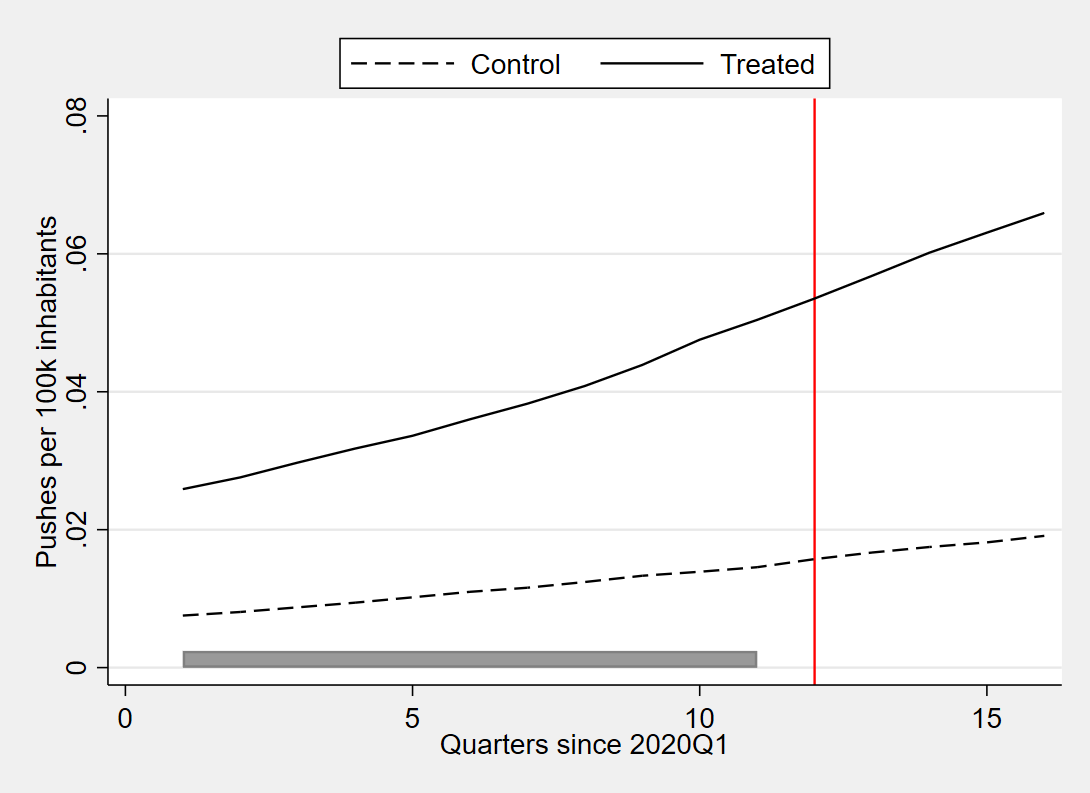 Control Treated
.08
.06
.04
.02
0
Pushes per 100k inhabitants
0 5 10 15
Quarters since 2020Q1